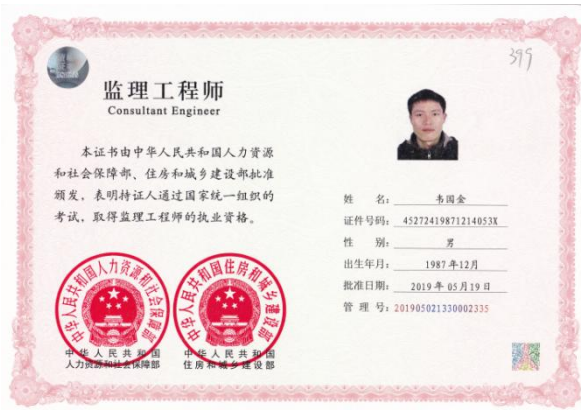 监理工程师
Consultant Engineer
本证书由中华人民共和国人力资源
和社会保障部、住房和城乡建设部批准
颁发，表明持证人通过国家统一组织的
考试，取得监理工程师的执业资格。
中华人民共和国人力资源和社会保障部
中华人民共和国住房和城乡建设部
中华人民共和国
人力资源和社会保障部
中华人民共和国
住房和城乡建设部
399
姓 名： 韦国金
证件号码： 45272419871214053X
性 别： 男
出生年月： 1987年12月
批准日期： 2019年05月19日
管 理 号： 201905021330002335